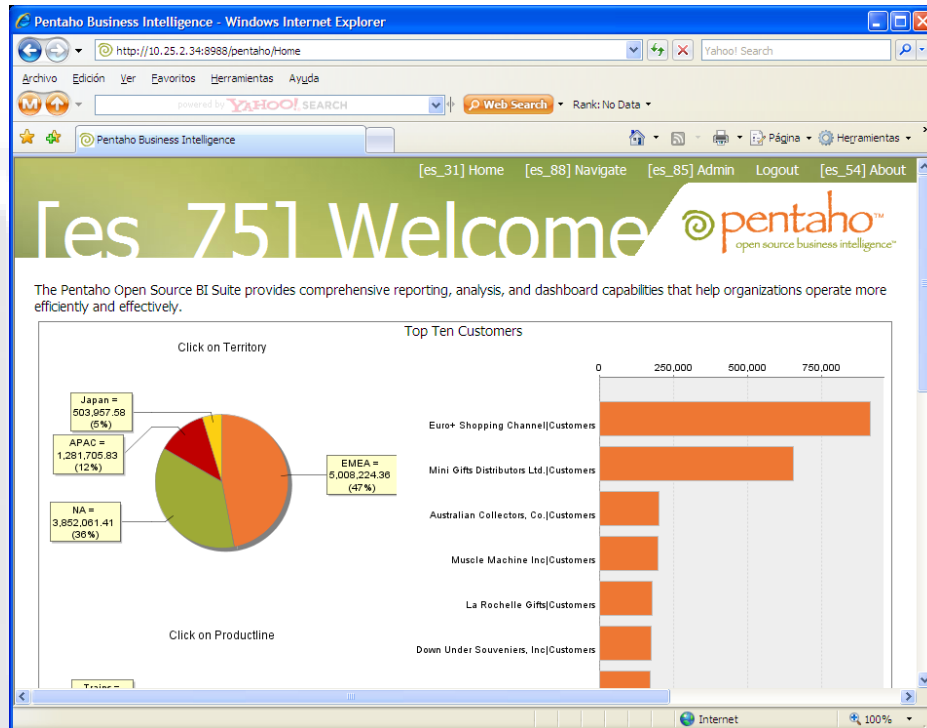 Pentaho Business Intelligence - Windows Internet Explorer
http://10.25.2.34:8988/pentaho/Home
Yahoo! Search
Archivo Edición Ver Favoritos Herramientas Ayuda
powered by YAHOO! SEARCH
Web Search
Rank: No Data
Pentaho Business Intelligence
Página
Herramientas
[es_31] Home [es_88] Navigate [es_85] Admin Logout [es_54] About
[es_75] Welcome
pentaho™
open source business intelligence™
The Pentaho Open Source BI Suite provides comprehensive reporting, analysis, and dashboard capabilities that help organizations operate more
efficiently and effectively.
Top Ten Customers
Click on Territory
Japan =
503,957.58
(5%)
APAC =
1,281,705.83
(12%)
NA =
3,852,061.41
(36%)
EMEA =
5,008,224.36
(47%)
0 250,000 500,000 750,000
Euro+ Shopping Channel|Customers
Mini Gifts Distributors Ltd.|Customers
Australian Collectors, Co.|Customers
Muscle Machine Inc|Customers
La Rochelle Gifts|Customers
Down Under Souveniers, Inc|Customers
Click on Productline
Trains =
Internet
100%